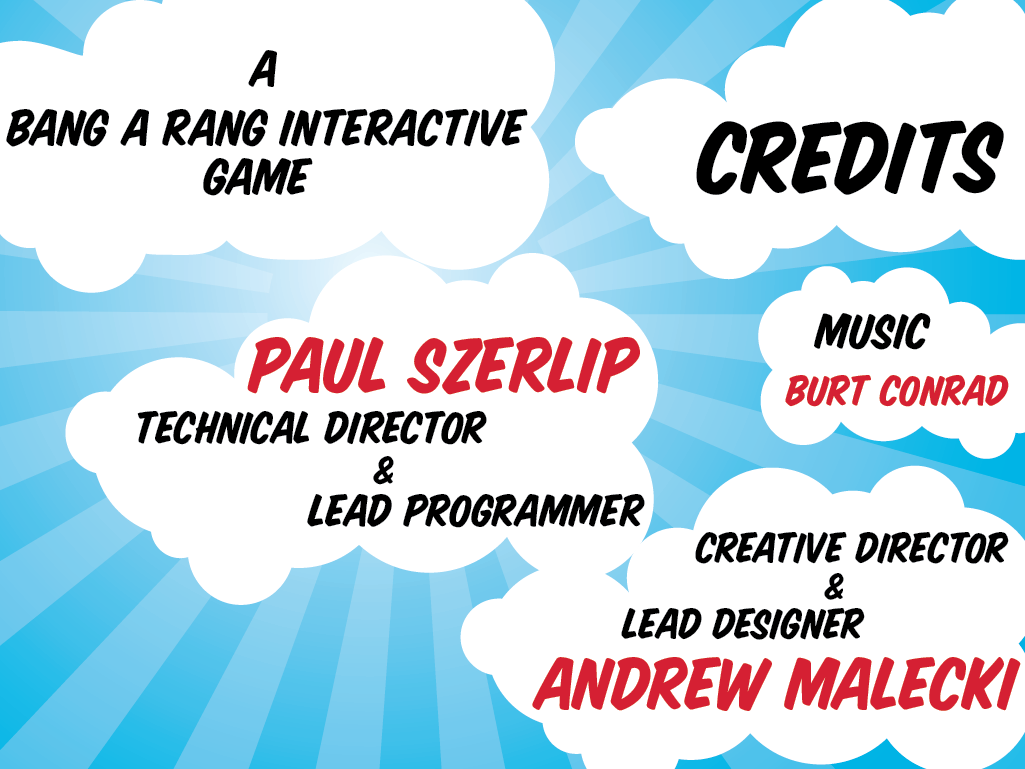 A
BANG A RANG INTERACTIVE
GAME
CREDITS
PAUL SZERLIP
TECHNICAL DIRECTOR
&
LEAD PROGRAMMER
MUSIC
BURT CONRAD
CREATIVE DIRECTOR
&
LEAD DESIGNER
ANDREW MALECKI